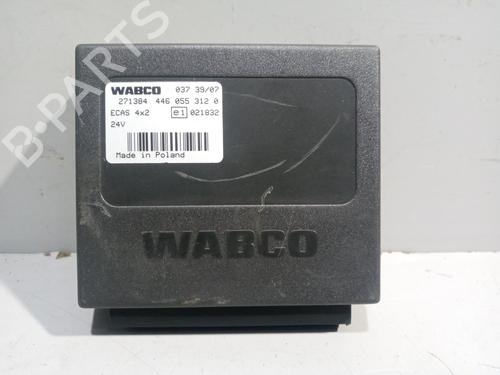 WABCO 037 39/07
271384 446 055 312 0
ECAS 4x2 e1 021832
24V
Made in Poland
WABCO
B-PARTS